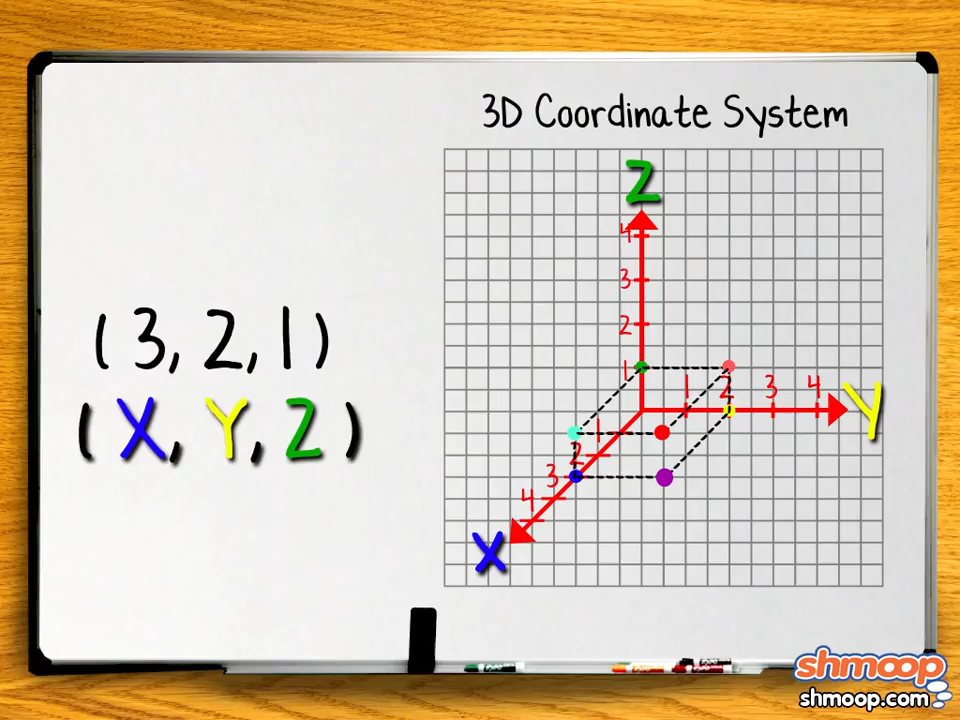 3D Coordinate System
Z
4
3
2
1
1 2 3 4
Y
1
2
3
4
X
(3, 2, 1)
(X, Y, Z)
shmoop
shmoop.com